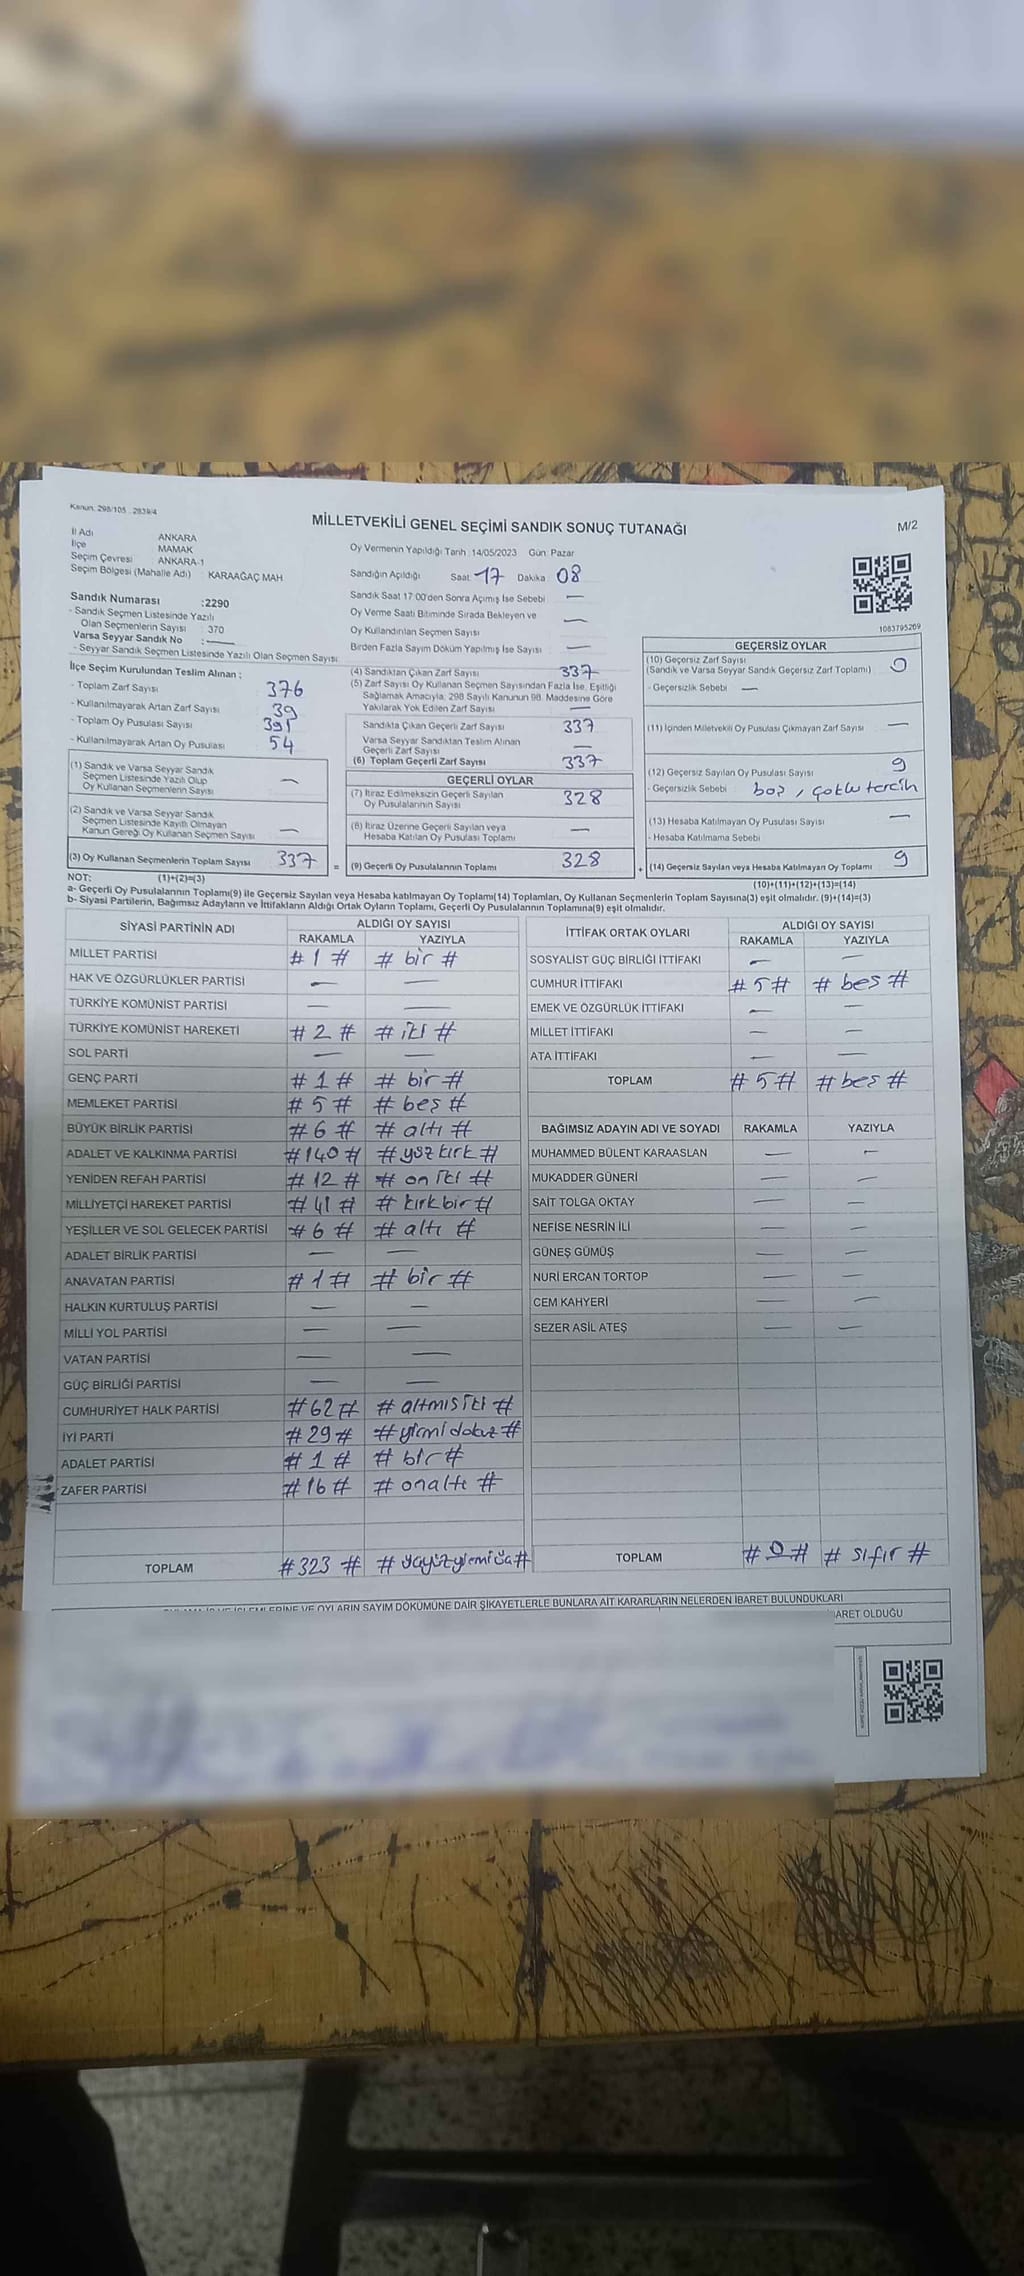 Kanun: 298/105 , 2839/4
MİLLETVEKİLİ GENEL SEÇİMİ SANDIK SONUÇ TUTANAĞI
M/2
İl Adı ANKARA
İlçe MAMAK
Seçim Çevresi ANKARA-1
Seçim Bölgesi (Mahalle Adı) KARAAĞAÇ MAH
Oy Vermenin Yapıldığı Tarih :14/05/2023 Gün: Pazar
Sandığın Açıldığı Saat: 17 Dakika 08
Sandık Saat 17:00'den Sonra Açımış İse Sebebi —
Oy Verme Saati Bitiminde Sırada Bekleyen ve
Oy Kullandırılan Seçmen Sayısı —
Birden Fazla Sayım Döküm Yapılmış İse Sayısı —
1083795209
Sandık Numarası :2290
- Sandık Seçmen Listesinde Yazılı
Olan Seçmenlerin Sayısı : 370
Varsa Seyyar Sandık No : —
- Seyyar Sandık Seçmen Listesinde Yazılı Olan Seçmen Sayısı:
İlçe Seçim Kurulundan Teslim Alınan ;
- Toplam Zarf Sayısı 376
- Kullanılmayarak Artan Zarf Sayısı 39
- Toplam Oy Pusulası Sayısı 391
- Kullanılmayarak Artan Oy Pusulası 54
(1) Sandık ve Varsa Seyyar Sandık
Seçmen Listesinde Yazılı Olup
Oy Kullanan Seçmenlerin Sayısı —
(2) Sandık ve Varsa Seyyar Sandık
Seçmen Listesinde Kayıtlı Olmayan
Kanun Gereği Oy Kullanan Seçmen Sayısı —
(3) Oy Kullanan Seçmenlerin Toplam Sayısı 337 =
(4) Sandıktan Çıkan Zarf Sayısı 337
(5) Zarf Sayısı Oy Kullanan Seçmen Sayısından Fazla İse, Eşitliği
Sağlamak Amacıyla, 298 Sayılı Kanunun 98. Maddesine Göre
Yakılarak Yok Edilen Zarf Sayısı —
Sandıkta Çıkan Geçerli Zarf Sayısı 337
Varsa Seyyar Sandıktan Teslim Alınan
Geçerli Zarf Sayısı —
(6) Toplam Geçerli Zarf Sayısı 337
GEÇERLİ OYLAR
(7) İtiraz Edilmeksizin Geçerli Sayılan
Oy Pusulalarının Sayısı 328
(8) İtiraz Üzerine Geçerli Sayılan veya
Hesaba Katılan Oy Pusulası Toplamı —
(9) Geçerli Oy Pusulalarının Toplamı 328 +
GEÇERSİZ OYLAR
(10) Geçersiz Zarf Sayısı
(Sandık ve Varsa Seyyar Sandık Geçersiz Zarf Toplamı) 0
- Geçersizlik Sebebi —
(11) İçinden Milletvekili Oy Pusulası Çıkmayan Zarf Sayısı —
(12) Geçersiz Sayılan Oy Pusulası Sayısı 9
- Geçersizlik Sebebi boş , çoklu tercih
(13) Hesaba Katılmayan Oy Pusulası Sayısı —
- Hesaba Katılmama Sebebi
(14) Geçersiz Sayılan veya Hesaba Katılmayan Oy Toplamı 9
NOT: (1)+(2)=(3) (10)+(11)+(12)+(13)=(14)
a- Geçerli Oy Pusulalarının Toplamı(9) ile Geçersiz Sayılan veya Hesaba katılmayan Oy Toplamı(14) Toplamları, Oy Kullanan Seçmenlerin Toplam Sayısına(3) eşit olmalıdır. (9)+(14)=(3)
b- Siyasi Partilerin, Bağımsız Adayların ve İttifakların Aldığı Ortak Oyların Toplamı, Geçerli Oy Pusulalarının Toplamına(9) eşit olmalıdır.
SİYASİ PARTİNİN ADI ALDIĞI OY SAYISI
RAKAMLA YAZIYLA
MİLLET PARTİSİ # 1 # # bir #
HAK VE ÖZGÜRLÜKLER PARTİSİ — —
TÜRKİYE KOMÜNİST PARTİSİ — —
TÜRKİYE KOMÜNİST HAREKETİ # 2 # # iki #
SOL PARTİ — —
GENÇ PARTİ # 1 # # bir #
MEMLEKET PARTİSİ # 5 # # beş #
BÜYÜK BİRLİK PARTİSİ # 6 # # altı #
ADALET VE KALKINMA PARTİSİ # 140 # # yüz kırk #
YENİDEN REFAH PARTİSİ # 12 # # on iki #
MİLLİYETÇİ HAREKET PARTİSİ # 41 # # kırkbir #
YEŞİLLER VE SOL GELECEK PARTİSİ # 6 # # altı #
ADALET BİRLİK PARTİSİ — —
ANAVATAN PARTİSİ # 1 # # bir #
HALKIN KURTULUŞ PARTİSİ — —
MİLLİ YOL PARTİSİ — —
VATAN PARTİSİ — —
GÜÇ BİRLİĞİ PARTİSİ — —
CUMHURİYET HALK PARTİSİ # 62 # # altmış iki #
İYİ PARTİ # 29 # # yirmi dokuz #
ADALET PARTİSİ # 1 # # bir #
ZAFER PARTİSİ # 16 # # onaltı #
TOPLAM # 323 #
İTTİFAK ORTAK OYLARI ALDIĞI OY SAYISI
RAKAMLA YAZIYLA
SOSYALİST GÜÇ BİRLİĞİ İTTİFAKI — —
CUMHUR İTTİFAKI # 5 # # beş #
EMEK VE ÖZGÜRLÜK İTTİFAKI — —
MİLLET İTTİFAKI — —
ATA İTTİFAKI — —
TOPLAM # 5 # # beş #
BAĞIMSIZ ADAYIN ADI VE SOYADI RAKAMLA YAZIYLA
MUHAMMED BÜLENT KARAASLAN — —
MUKADDER GÜNERİ — —
SAİT TOLGA OKTAY — —
NEFİSE NESRİN İLİ — —
GÜNEŞ GÜMÜŞ — —
NURİ ERCAN TORTOP — —
CEM KAHYERİ — —
SEZER ASİL ATEŞ — —
TOPLAM # 0 # # sıfır #
VE OYLARIN SAYIM DÖKÜMÜNE DAİR ŞİKAYETLERLE BUNLARA AİT KARARLARIN NELERDEN İBARET BULUNDUKLARI
OLDUĞU